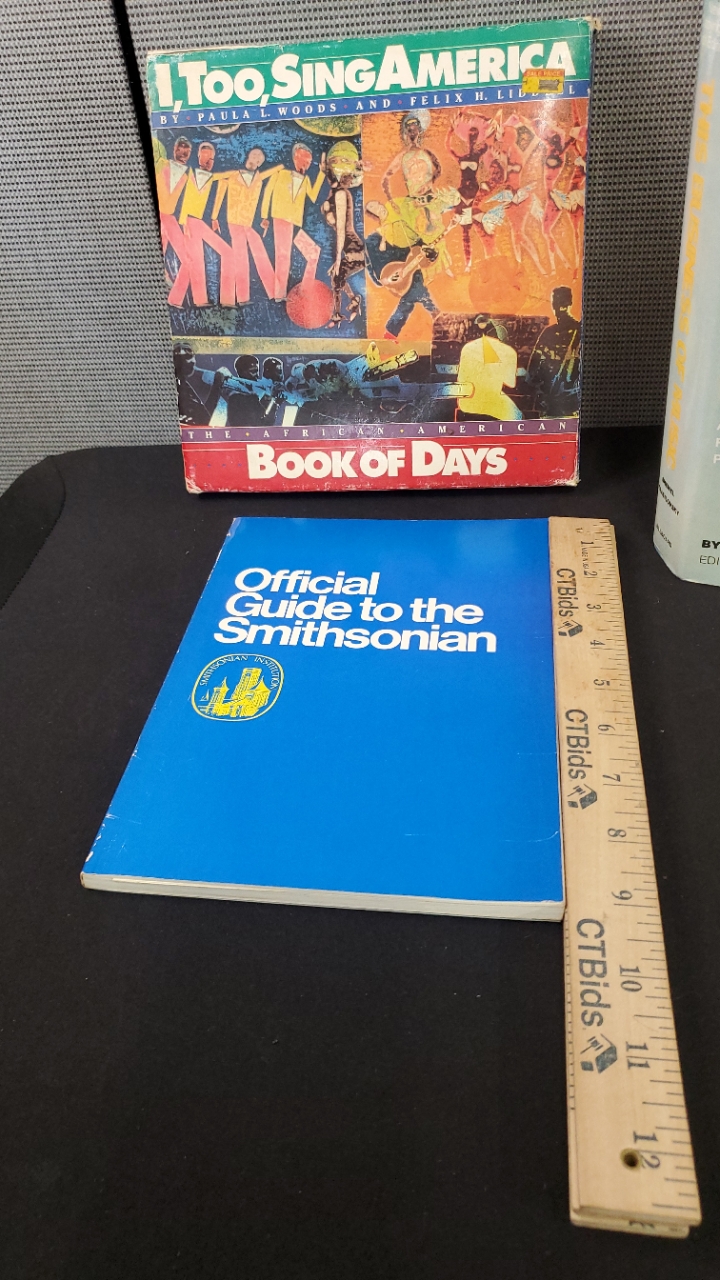 I, TOO, SING AMERICA
BY • PAULA L. WOODS • AND • FELIX H.
THE • AFRICAN • AMERICAN
BOOK OF DAYS
Official
Guide to the
Smithsonian
SMITHSONIAN INSTITUTION
1 2 3 4 5 6 7 8 9 10 11 12
CTBids
CTBids
CTBids
BY
EDI